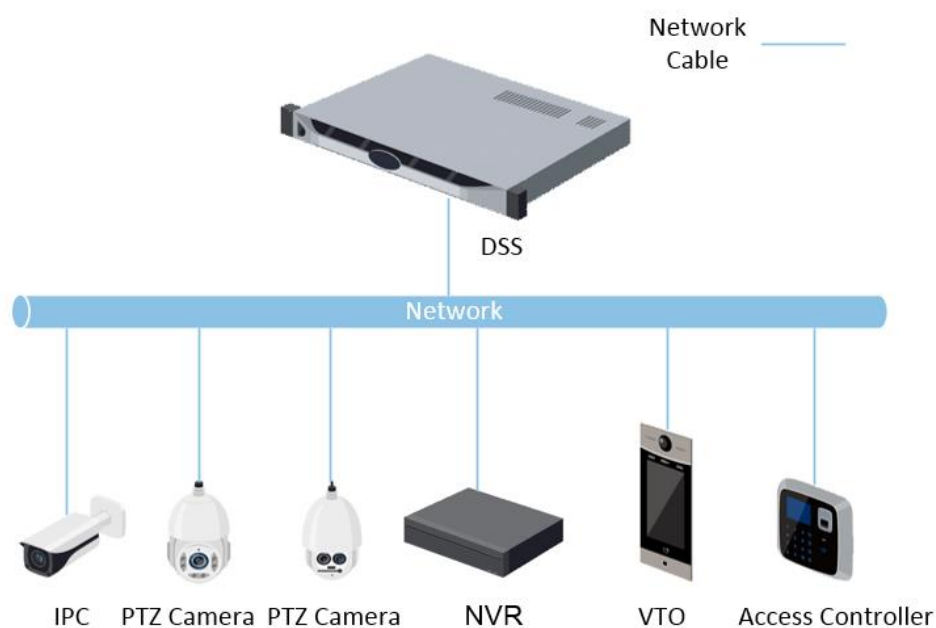 Network
Cable
DSS
Network
IPC
PTZ Camera
PTZ Camera
NVR
VTO
Access Controller